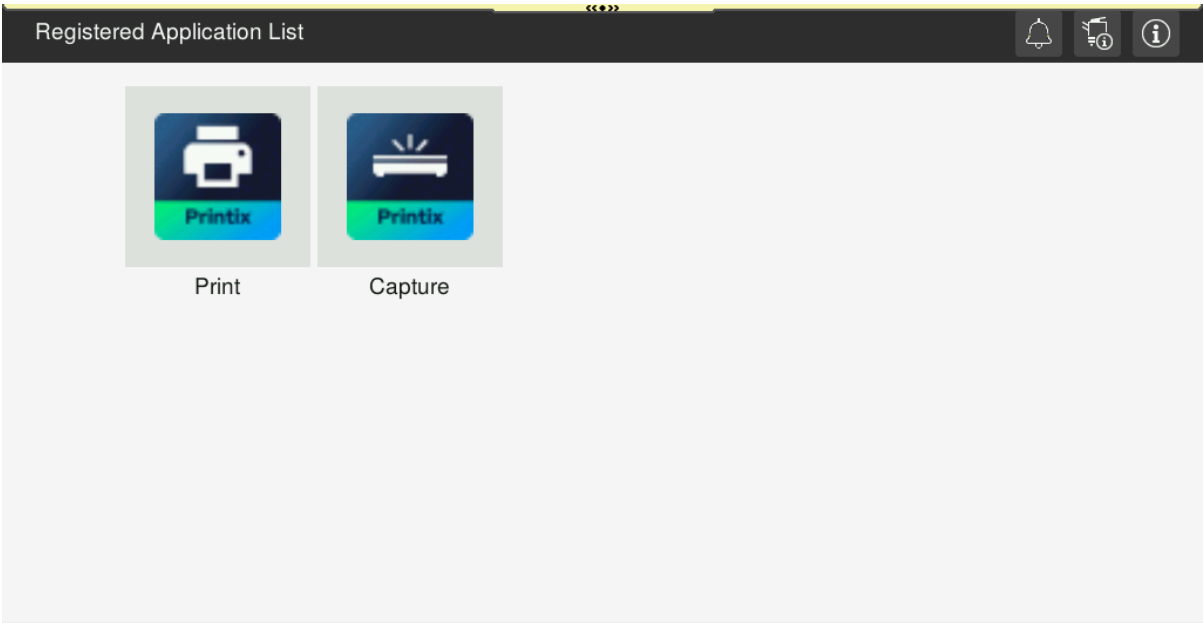 Registered Application List
Printix
Printix
Print
Capture